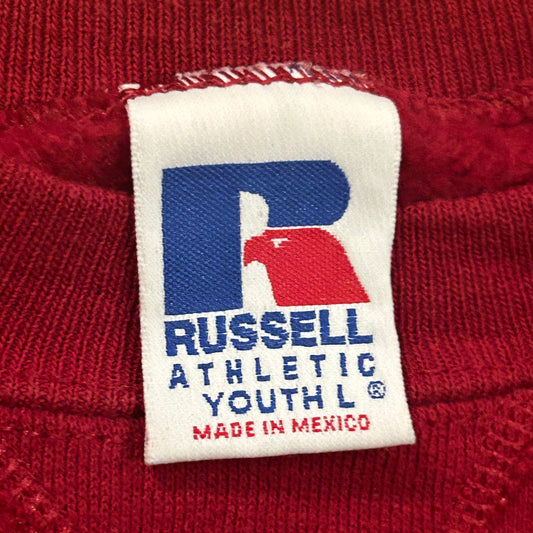 RUSSELL
ATHLETIC
YOUTH L ®
MADE IN MEXICO